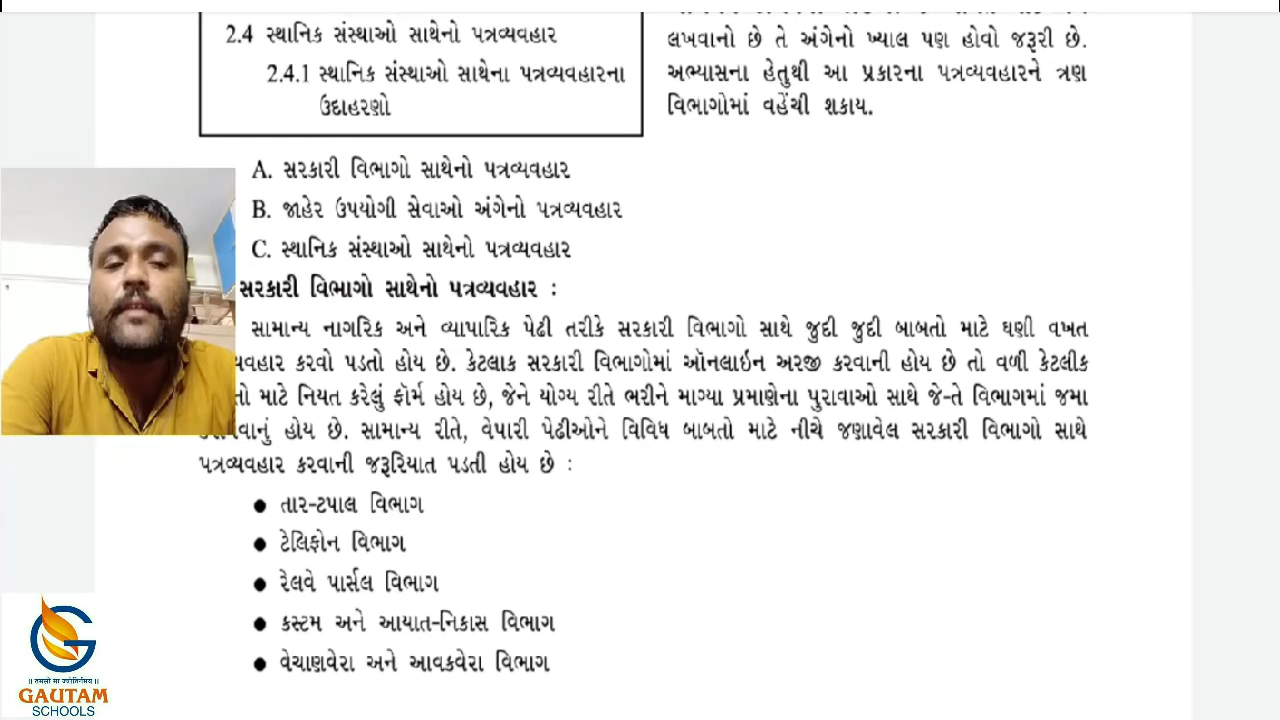 2.4 સ્થાનિક સંસ્થાઓ સાથેનો પત્રવ્યવહાર
2.4.1 સ્થાનિક સંસ્થાઓ સાથેના પત્રવ્યવહારના
ઉદાહરણો
લખવાનો છે તે અંગેનો ખ્યાલ પણ હોવો જરૂરી છે.
અભ્યાસના હેતુથી આ પ્રકારના પત્રવ્યવહારને ત્રણ
વિભાગોમાં વહેંચી શકાય.
A. સરકારી વિભાગો સાથેનો પત્રવ્યવહાર
B. જાહેર ઉપયોગી સેવાઓ અંગેનો પત્રવ્યવહાર
C. સ્થાનિક સંસ્થાઓ સાથેનો પત્રવ્યવહાર
સરકારી વિભાગો સાથેનો પત્રવ્યવહાર :
સામાન્ય નાગરિક અને વ્યાપારિક પેઢી તરીકે સરકારી વિભાગો સાથે જુદી જુદી બાબતો માટે ઘણી વખત
કરવો પડતો હોય છે. કેટલાક સરકારી વિભાગોમાં ઑનલાઇન અરજી કરવાની હોય છે તો વળી કેટલીક
માટે નિયત કરેલું ફૉર્મ હોય છે, જેને યોગ્ય રીતે ભરીને માગ્યા પ્રમાણેના પુરાવાઓ સાથે જે-તે વિભાગમાં જમા
હોય છે. સામાન્ય રીતે, વેપારી પેઢીઓને વિવિધ બાબતો માટે નીચે જણાવેલ સરકારી વિભાગો સાથે
પત્રવ્યવહાર કરવાની જરૂરિયાત પડતી હોય છે :
● તાર-ટપાલ વિભાગ
● ટેલિફોન વિભાગ
● રેલવે પાર્સલ વિભાગ
● કસ્ટમ અને આયાત-નિકાસ વિભાગ
● વેચાણવેરા અને આવકવેરા વિભાગ
॥ तमसो मा ज्योतिर्गमय ॥
GAUTAM
SCHOOLS